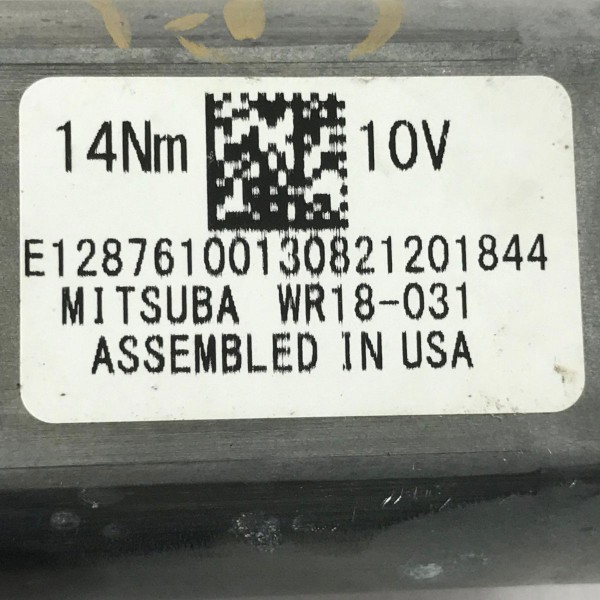 14Nm 10V
E12876100130821201844
MITSUBA WR18-031
ASSEMBLED IN USA